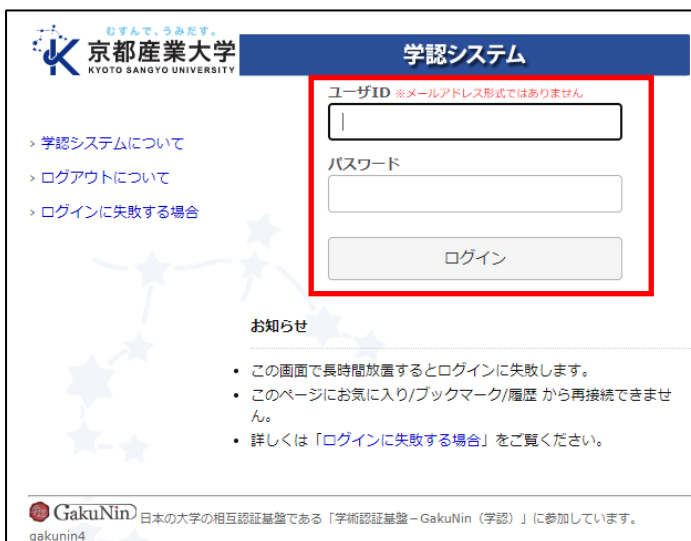 むすんで、うみだす。
京都産業大学
KYOTO SANGYO UNIVERSITY
学認システム
ユーザID ※メールアドレス形式ではありません
› 学認システムについて
パスワード
› ログアウトについて
› ログインに失敗する場合
ログイン
お知らせ
• この画面で長時間放置するとログインに失敗します。
• このページにお気に入り/ブックマーク/履歴 から再接続できませ
ん。
• 詳しくは「ログインに失敗する場合」をご覧ください。
GakuNin 日本の大学の相互認証基盤である「学術認証基盤－GakuNin（学認）」に参加しています。
gakunin4